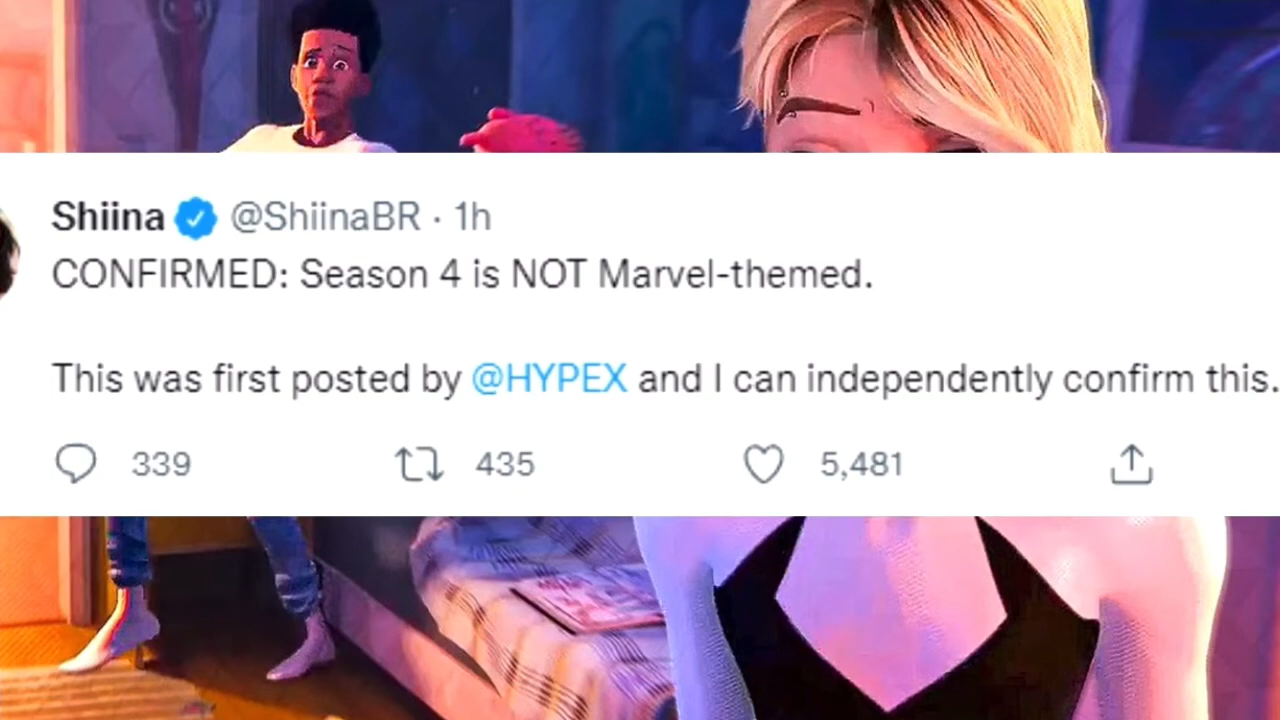 Shiina @ShiinaBR · 1h
CONFIRMED: Season 4 is NOT Marvel-themed.
This was first posted by @HYPEX and I can independently confirm this.
339 435 5,481